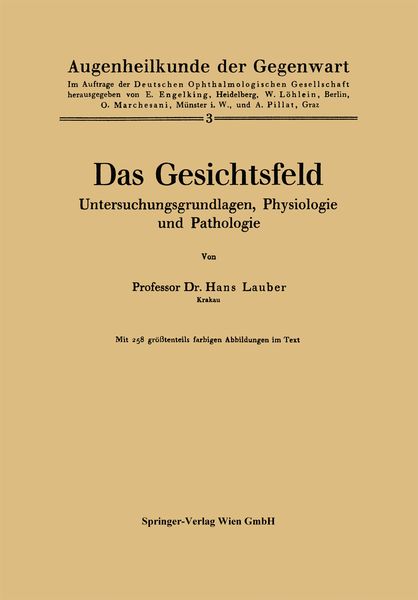 Augenheilkunde der Gegenwart
Im Auftrage der Deutschen Ophthalmologischen Gesellschaft
herausgegeben von E. Engelking, Heidelberg, W. Löhlein, Berlin,
O. Marchesani, Münster i. W., und A. Pillat, Graz
3
Das Gesichtsfeld
Untersuchungsgrundlagen, Physiologie
und Pathologie
Von
Professor Dr. Hans Lauber
Krakau
Mit 258 größtenteils farbigen Abbildungen im Text
Springer-Verlag Wien GmbH